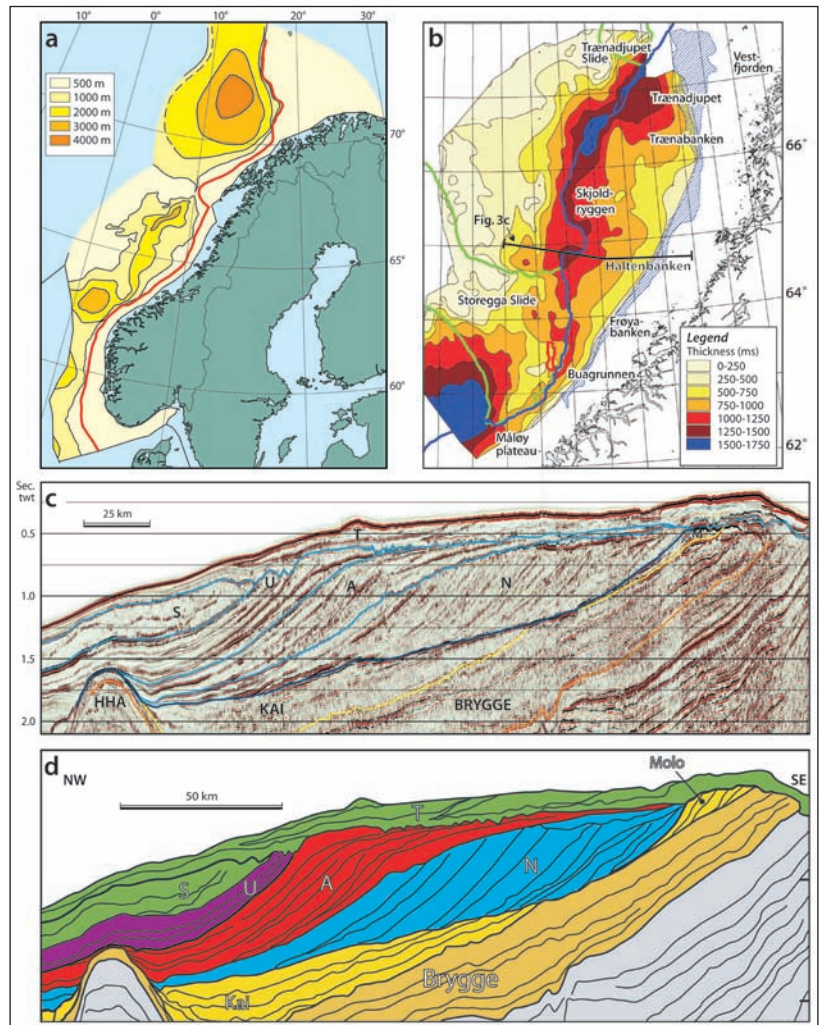 a
0°
10°
20°
30°
500 m
1000 m
2000 m
3000 m
4000 m
70°
65°
60°
b
Trænadjupet
Slide
Vest-
fjorden
Trænadjupet
Trænabanken
66°
Skjold-
ryggen
Fig. 3c
Haltenbanken
64°
Storegga Slide
Frøya-
banken
Buagrunnen
Måløy
plateau
62°
Legend
Thickness (ms)
0-250
250-500
500-750
750-1000
1000-1250
1250-1500
1500-1750
Sec.
twt
c
25 km
0.5
1.0
1.5
2.0
T
U
A
N
S
HHA
KAI
BRYGGE
d
NW
SE
50 km
Molo
T
S
U
A
N
Kai
Brygge